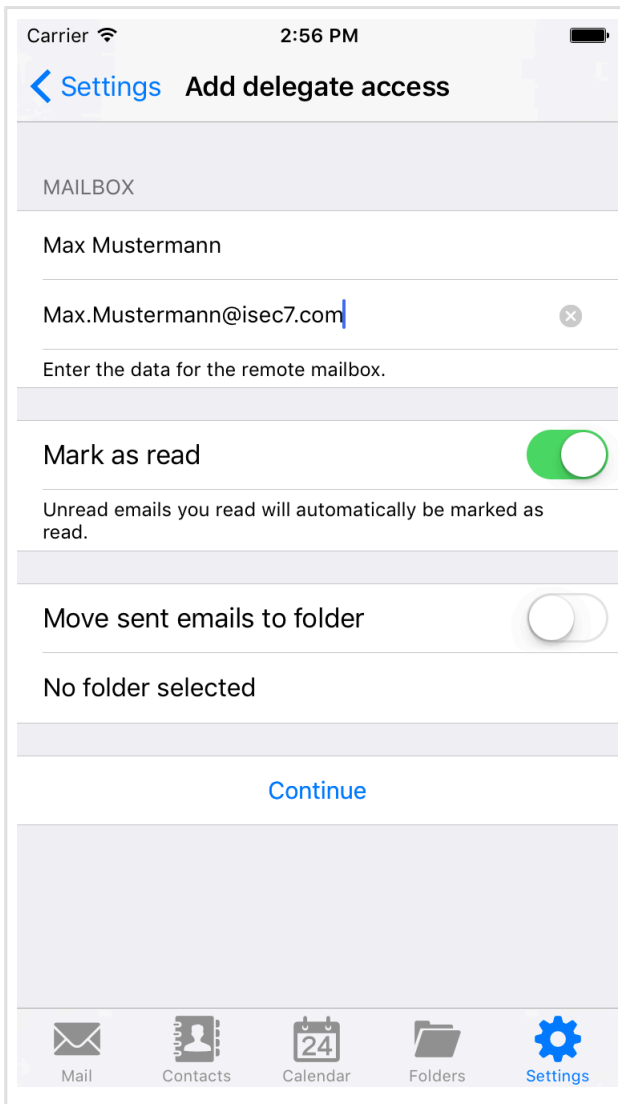 Carrier 2:56 PM
Settings Add delegate access
MAILBOX
Max Mustermann
Max.Mustermann@isec7.com
Enter the data for the remote mailbox.
Mark as read
Unread emails you read will automatically be marked as
read.
Move sent emails to folder
No folder selected
Continue
24
Mail Contacts Calendar Folders Settings